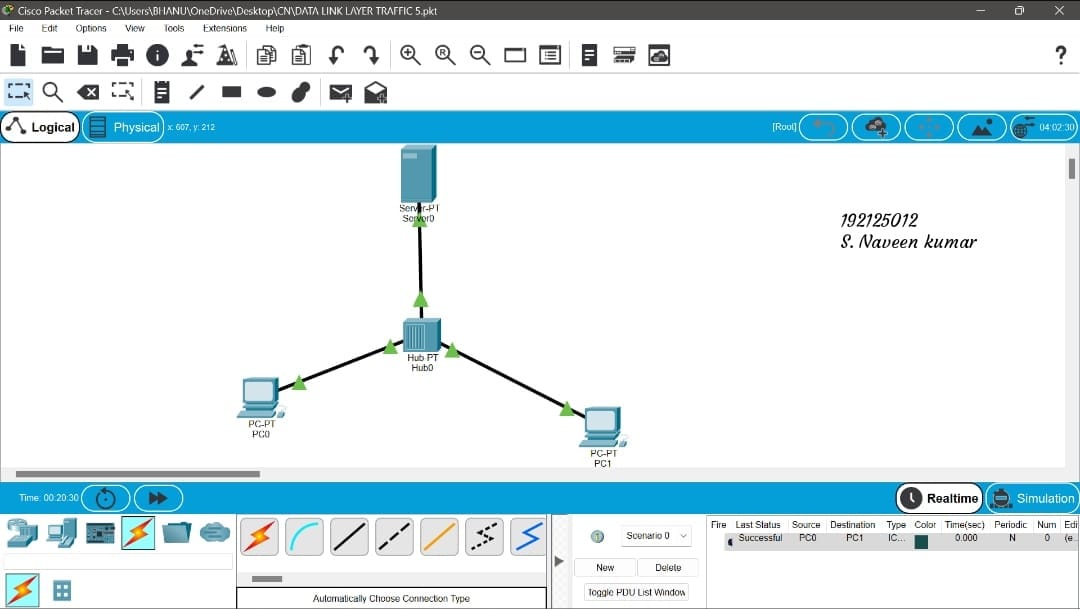 Cisco Packet Tracer - C:\Users\BHANU\OneDrive\Desktop\CN\DATA LINK LAYER TRAFFIC 5.pkt
File Edit Options View Tools Extensions Help
Logical Physical x: 607, y: 212 [Root] 04:02:30
Server-PT
Server0
192125012
S. Naveen kumar
Hub PT
Hub0
PC-PT
PC0
PC-PT
PC1
Time: 00:20:30 Realtime Simulation
Scenario 0
New Delete
Toggle PDU List Window
Automatically Choose Connection Type
Fire Last Status Source Destination Type Color Time(sec) Periodic Num Edi
Successful PC0 PC1 IC... 0.000 N 0 (e...